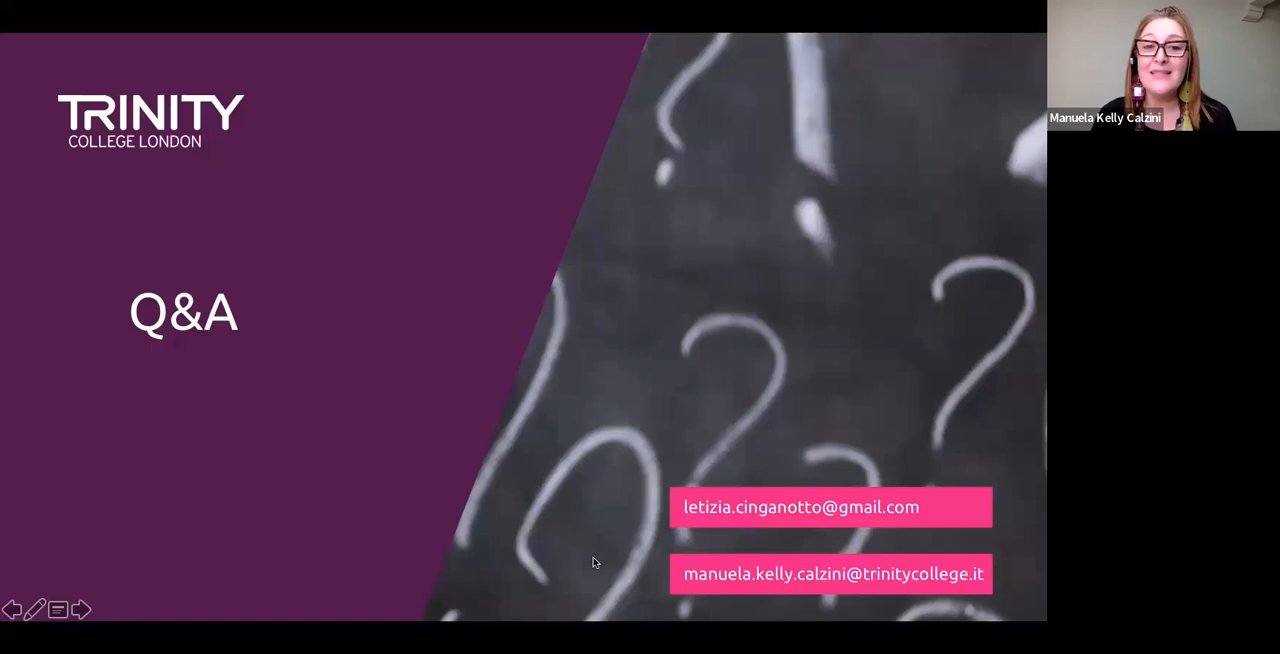 TRINITY
COLLEGE LONDON
Manuela Kelly Calzini
Q&A
letizia.cinganotto@gmail.com
manuela.kelly.calzini@trinitycollege.it